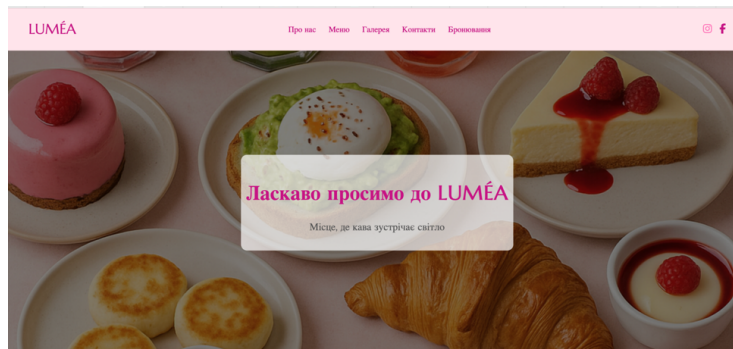 LUMÉA
Про нас Меню Галерея Контакти Бронювання
Ласкаво просимо до LUMÉA
Місце, де кава зустрічає світло